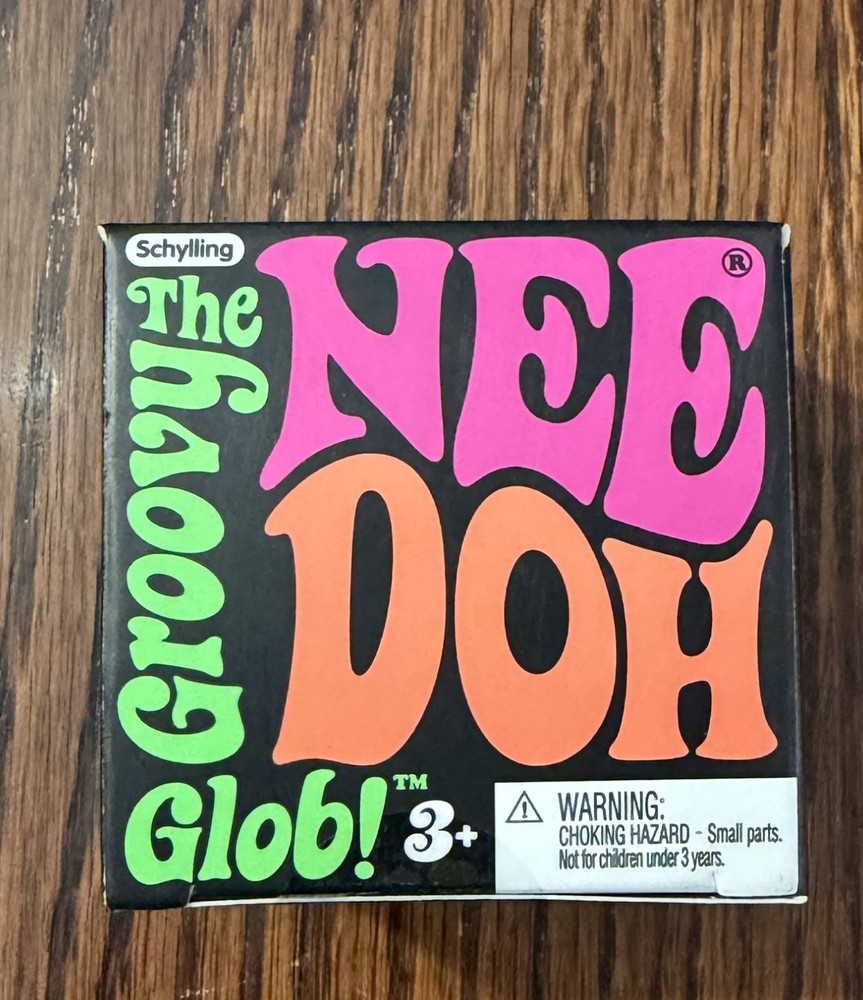 Schylling
The
Groovy
Glob!™
NEE®
DOH
3+
WARNING:
CHOKING HAZARD - Small parts.
Not for children under 3 years.